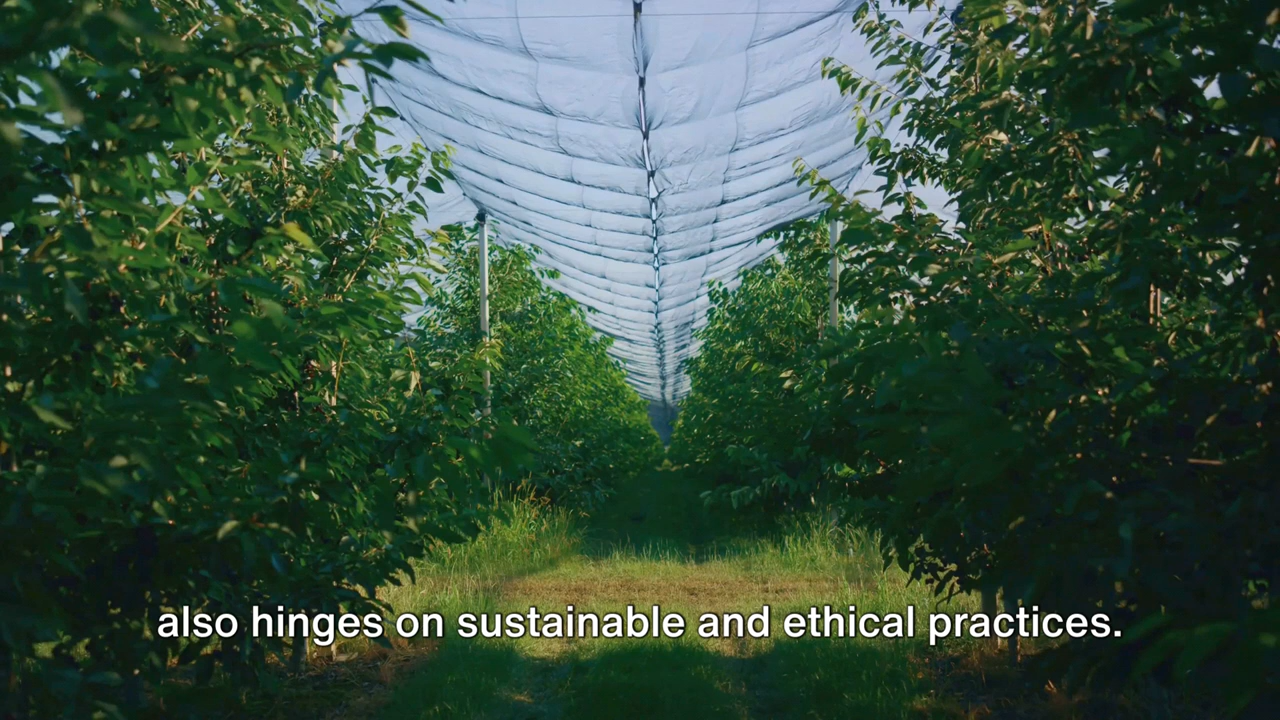 also hinges on sustainable and ethical practices.